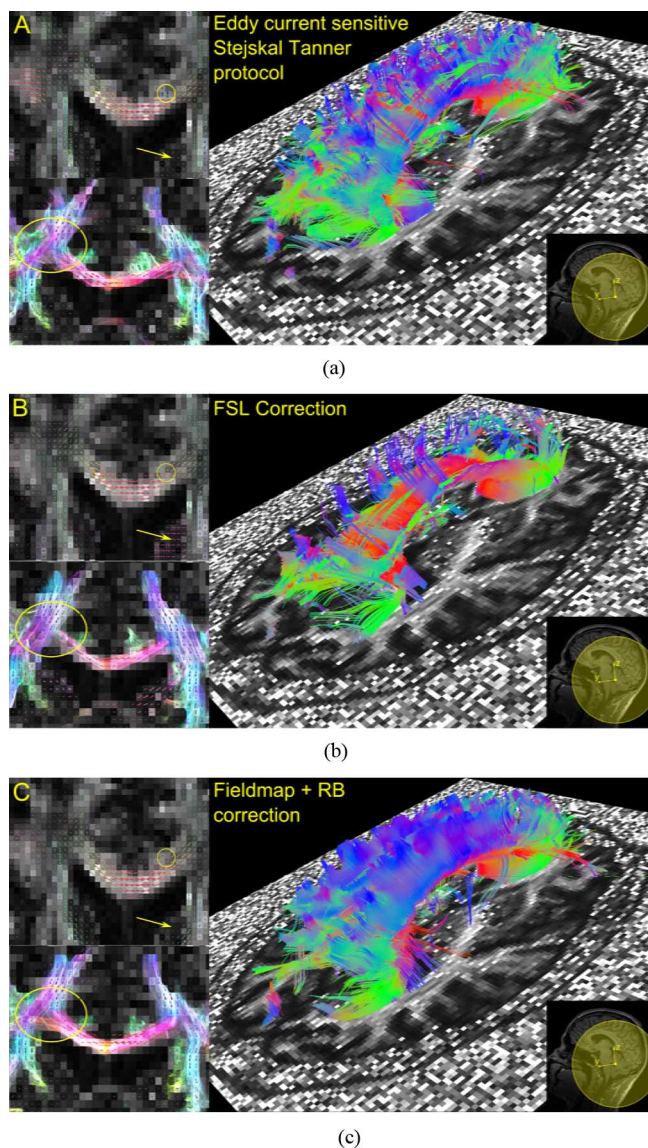 A
Eddy current sensitive
Stejskal Tanner
protocol
(a)
B
FSL Correction
(b)
C
Fieldmap + RB
correction
(c)